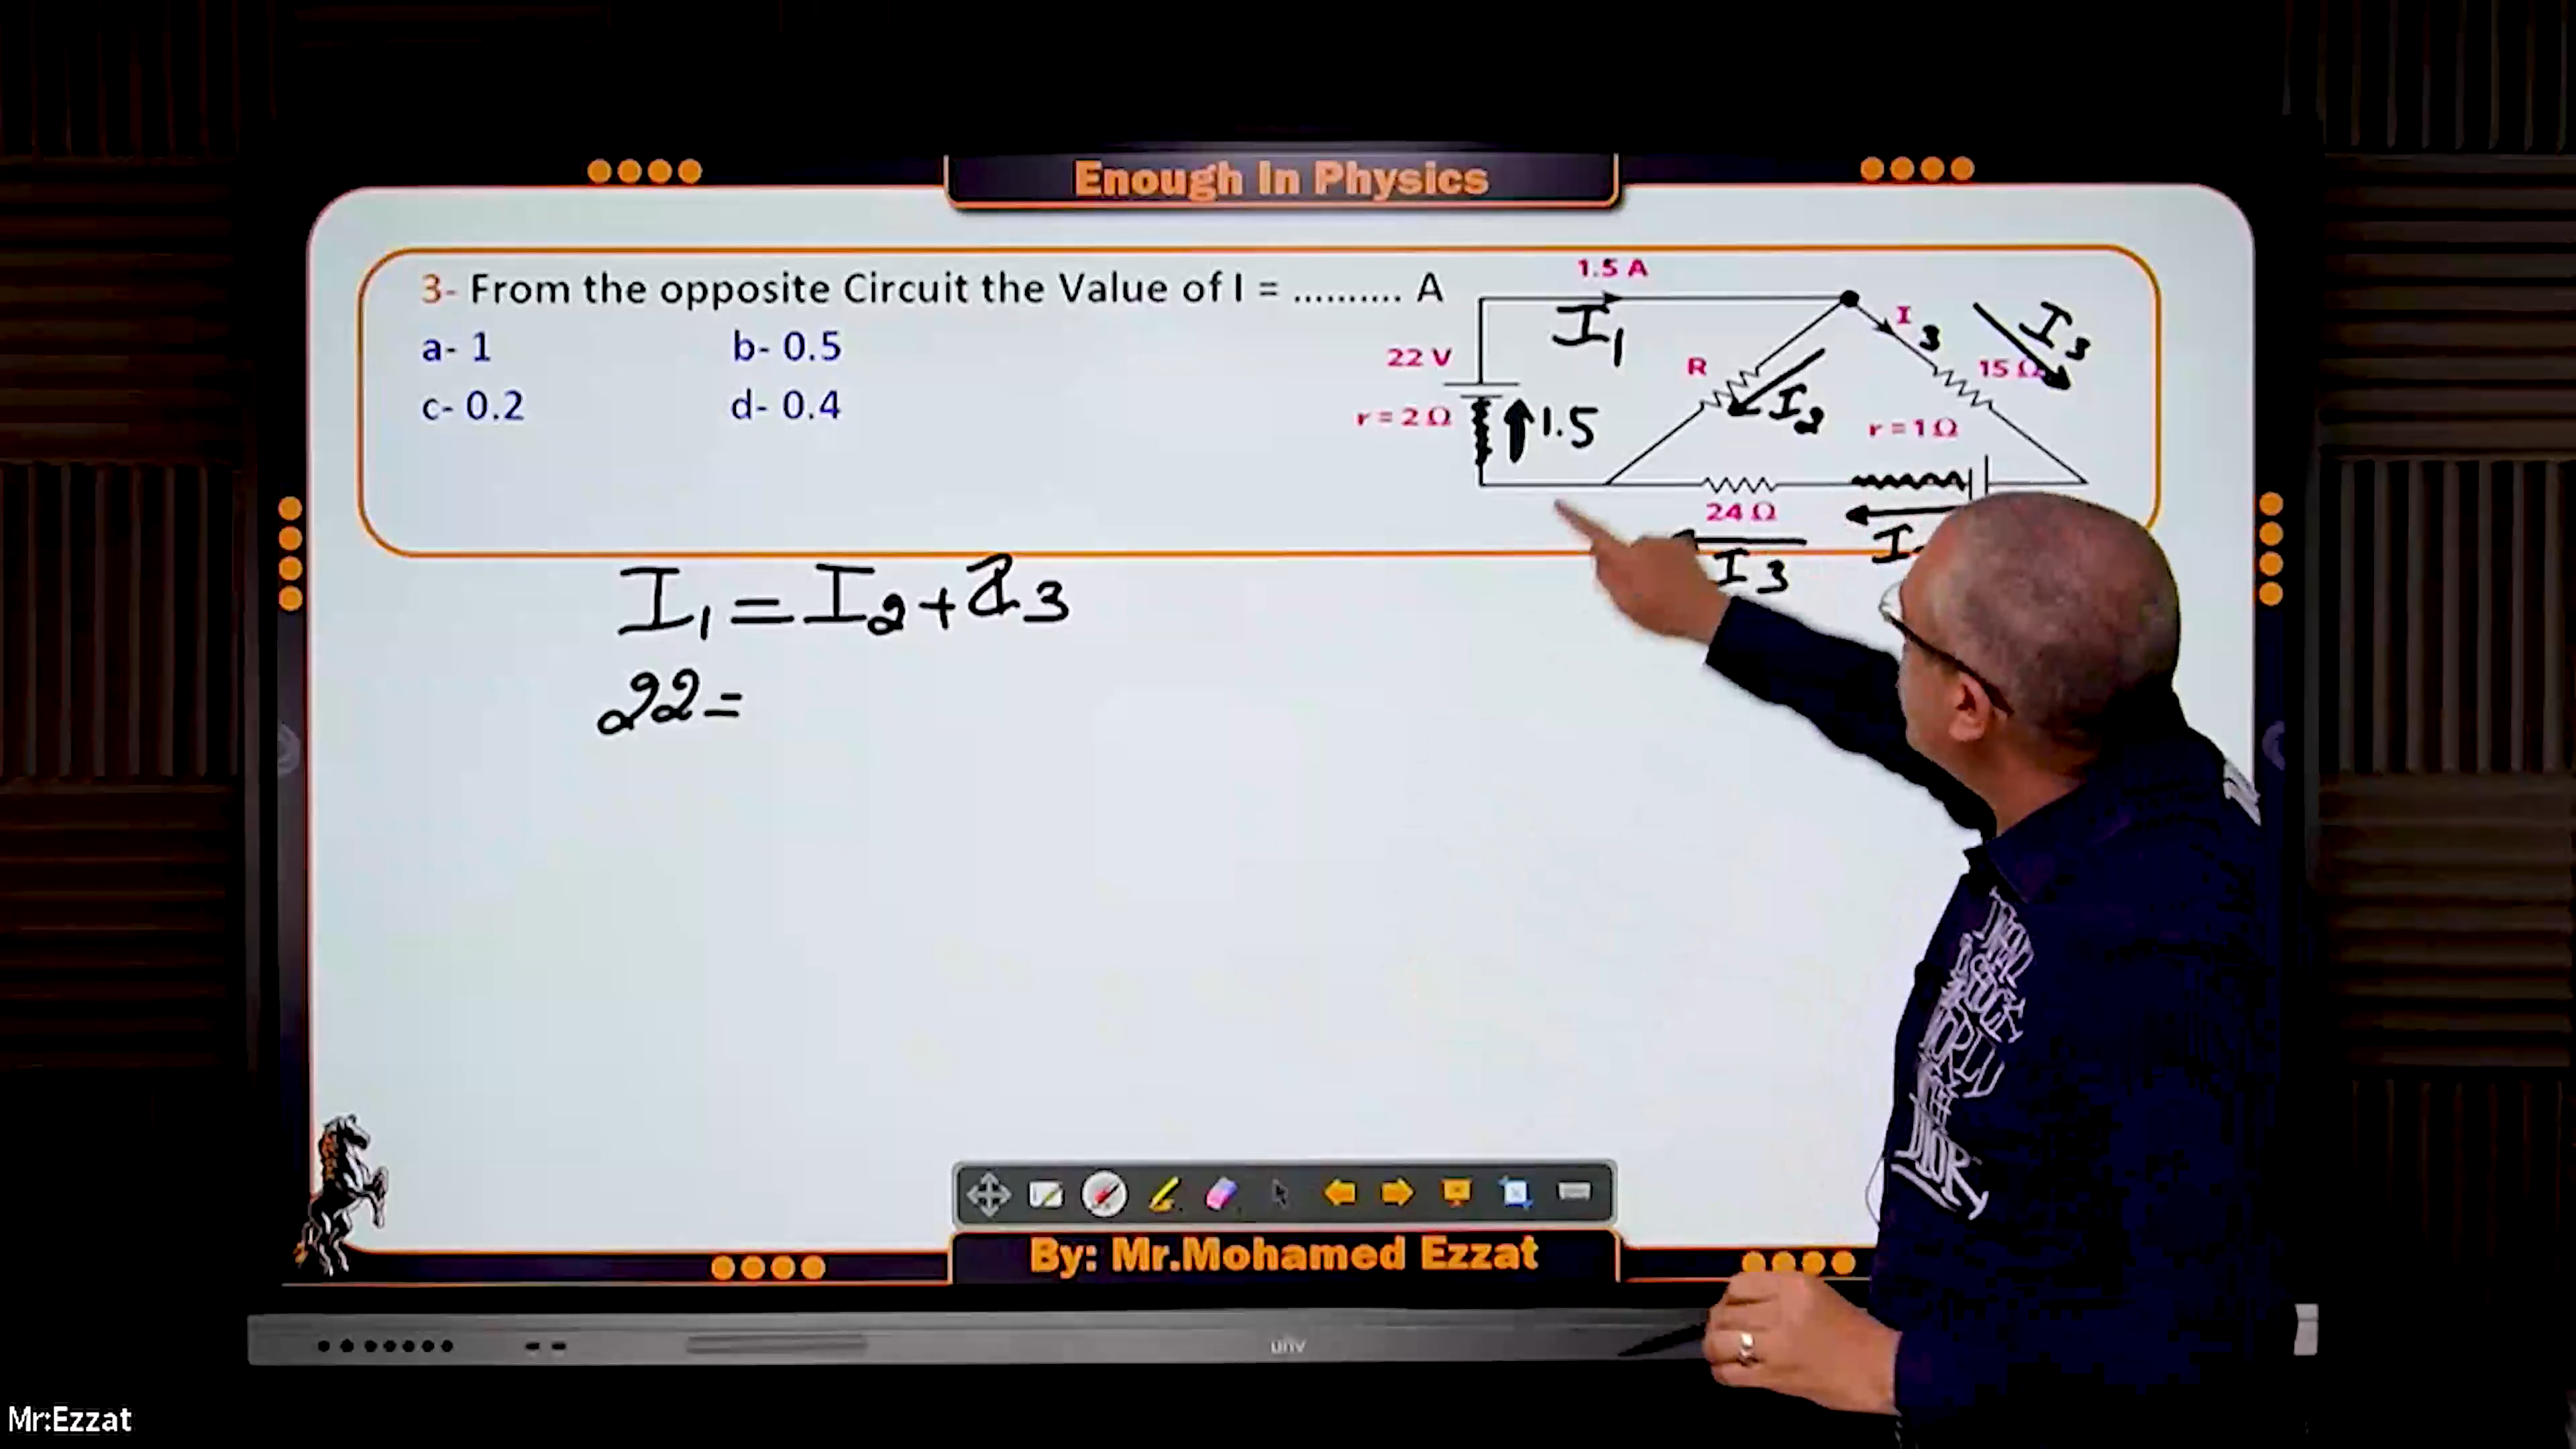 Enough In Physics
3- From the opposite Circuit the Value of I = .......... A
a- 1
b- 0.5
c- 0.2
d- 0.4
1.5 A
I₁
22 V
r = 2 Ω
1.5
R
I₂
I
3
I₃
15 Ω
r = 1 Ω
24 Ω
I₃
I
I₁ = I₂ + I₃
22 =
By: Mr.Mohamed Ezzat
unv
Mr:Ezzat